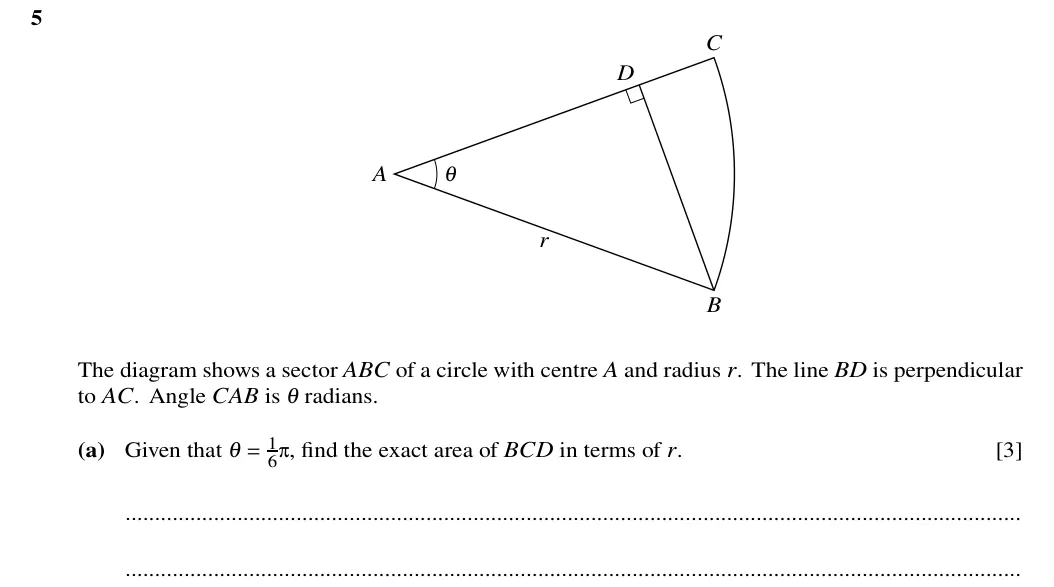 5
C
D
A
θ
r
B
The diagram shows a sector ABC of a circle with centre A and radius r. The line BD is perpendicular
to AC. Angle CAB is θ radians.
(a) Given that θ = 1/6 π, find the exact area of BCD in terms of r. [3]